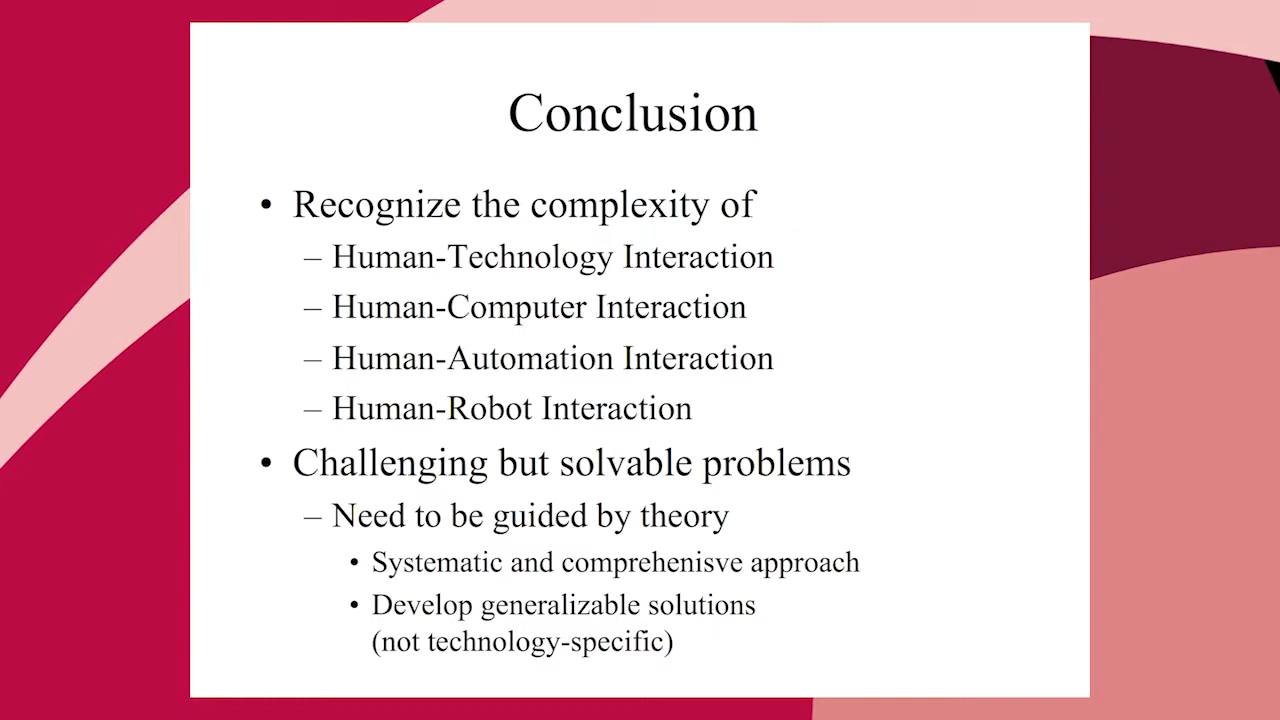 Conclusion
• Recognize the complexity of
– Human-Technology Interaction
– Human-Computer Interaction
– Human-Automation Interaction
– Human-Robot Interaction
• Challenging but solvable problems
– Need to be guided by theory
• Systematic and comprehenisve approach
• Develop generalizable solutions
(not technology-specific)